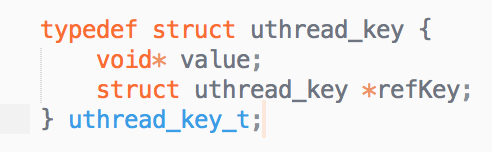 typedef struct uthread_key {
    void* value;
    struct uthread_key *refKey;
} uthread_key_t;